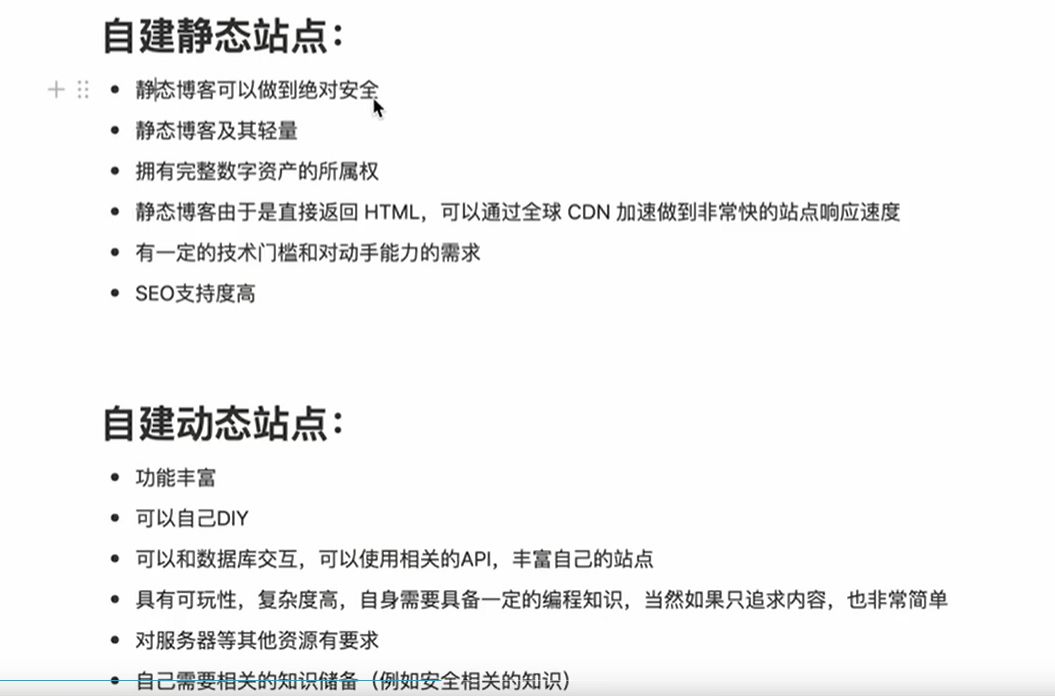 自建静态站点：
静态博客可以做到绝对安全
静态博客及其轻量
拥有完整数字资产的所属权
静态博客由于是直接返回 HTML，可以通过全球 CDN 加速做到非常快的站点响应速度
有一定的技术门槛和对动手能力的需求
SEO支持度高
自建动态站点：
功能丰富
可以自己DIY
可以和数据库交互，可以使用相关的API，丰富自己的站点
具有可玩性，复杂度高，自身需要具备一定的编程知识，当然如果只追求内容，也非常简单
对服务器等其他资源有要求
自己需要相关的知识储备（例如安全相关的知识）